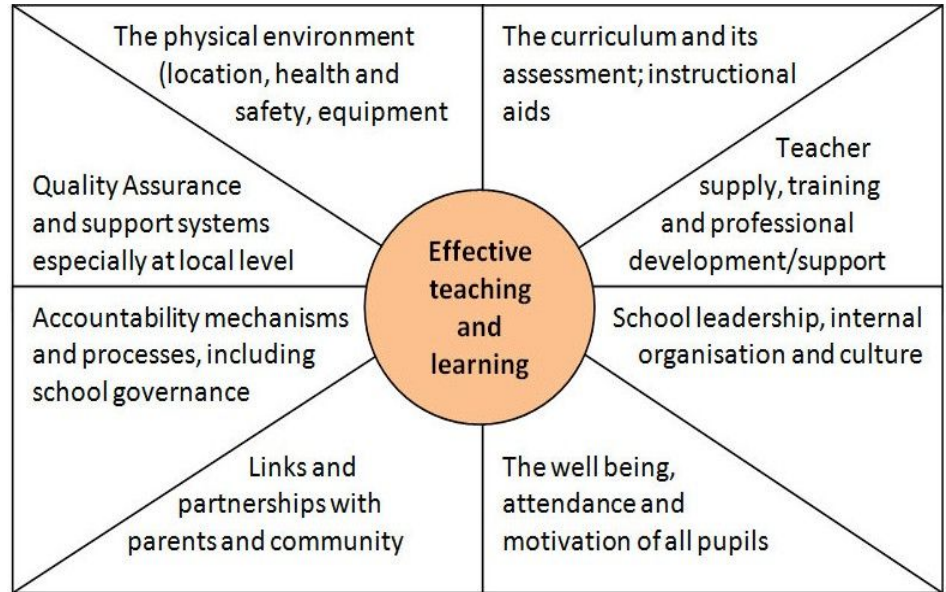 The physical environment
(location, health and
safety, equipment
The curriculum and its
assessment; instructional
aids
Teacher
supply, training
and professional
development/support
Quality Assurance
and support systems
especially at local level
Effective
teaching
and
learning
Accountability mechanisms
and processes, including
school governance
School leadership, internal
organisation and culture
Links and
partnerships with
parents and community
The well being,
attendance and
motivation of all pupils